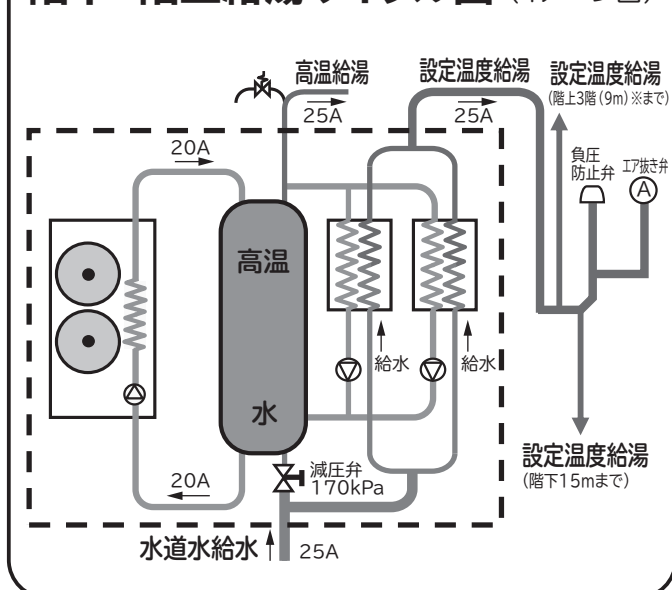 高温給湯
25A
設定温度給湯
25A
設定温度給湯
(階上3階(9m)※まで)
負圧
防止弁
エア抜き弁
A
20A
高温
水
給水
給水
20A
減圧弁
170kPa
水道水給水
25A
設定温度給湯
(階下15mまで)